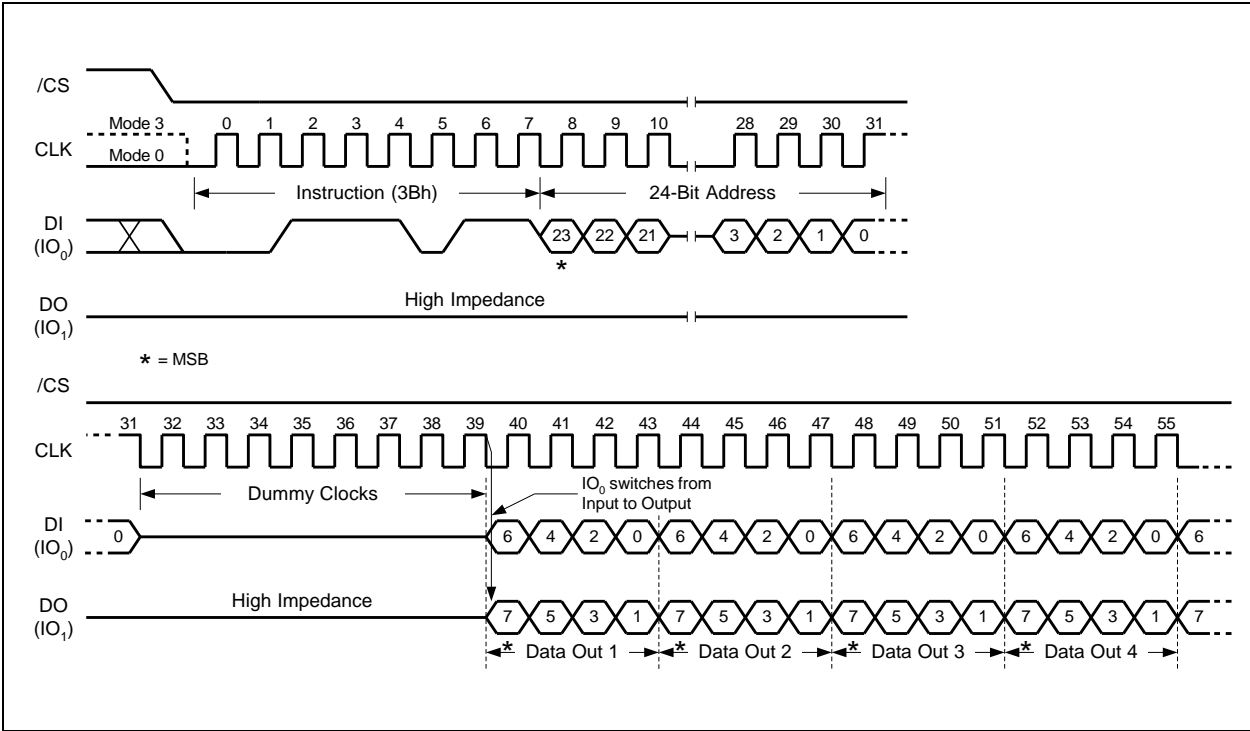 /CS
Mode 3
0 1 2 3 4 5 6 7 8 9 10 28 29 30 31
CLK
Mode 0
Instruction (3Bh) 24-Bit Address
DI
(IO0)
23 22 21 3 2 1 0
*
DO
(IO1)
High Impedance
* = MSB
/CS
31 32 33 34 35 36 37 38 39 40 41 42 43 44 45 46 47 48 49 50 51 52 53 54 55
CLK
Dummy Clocks
IO0 switches from
Input to Output
DI
(IO0)
0 6 4 2 0 6 4 2 0 6 4 2 0 6 4 2 0 6
DO
(IO1)
High Impedance
7 5 3 1 7 5 3 1 7 5 3 1 7 5 3 1 7
* Data Out 1 * Data Out 2 * Data Out 3 * Data Out 4